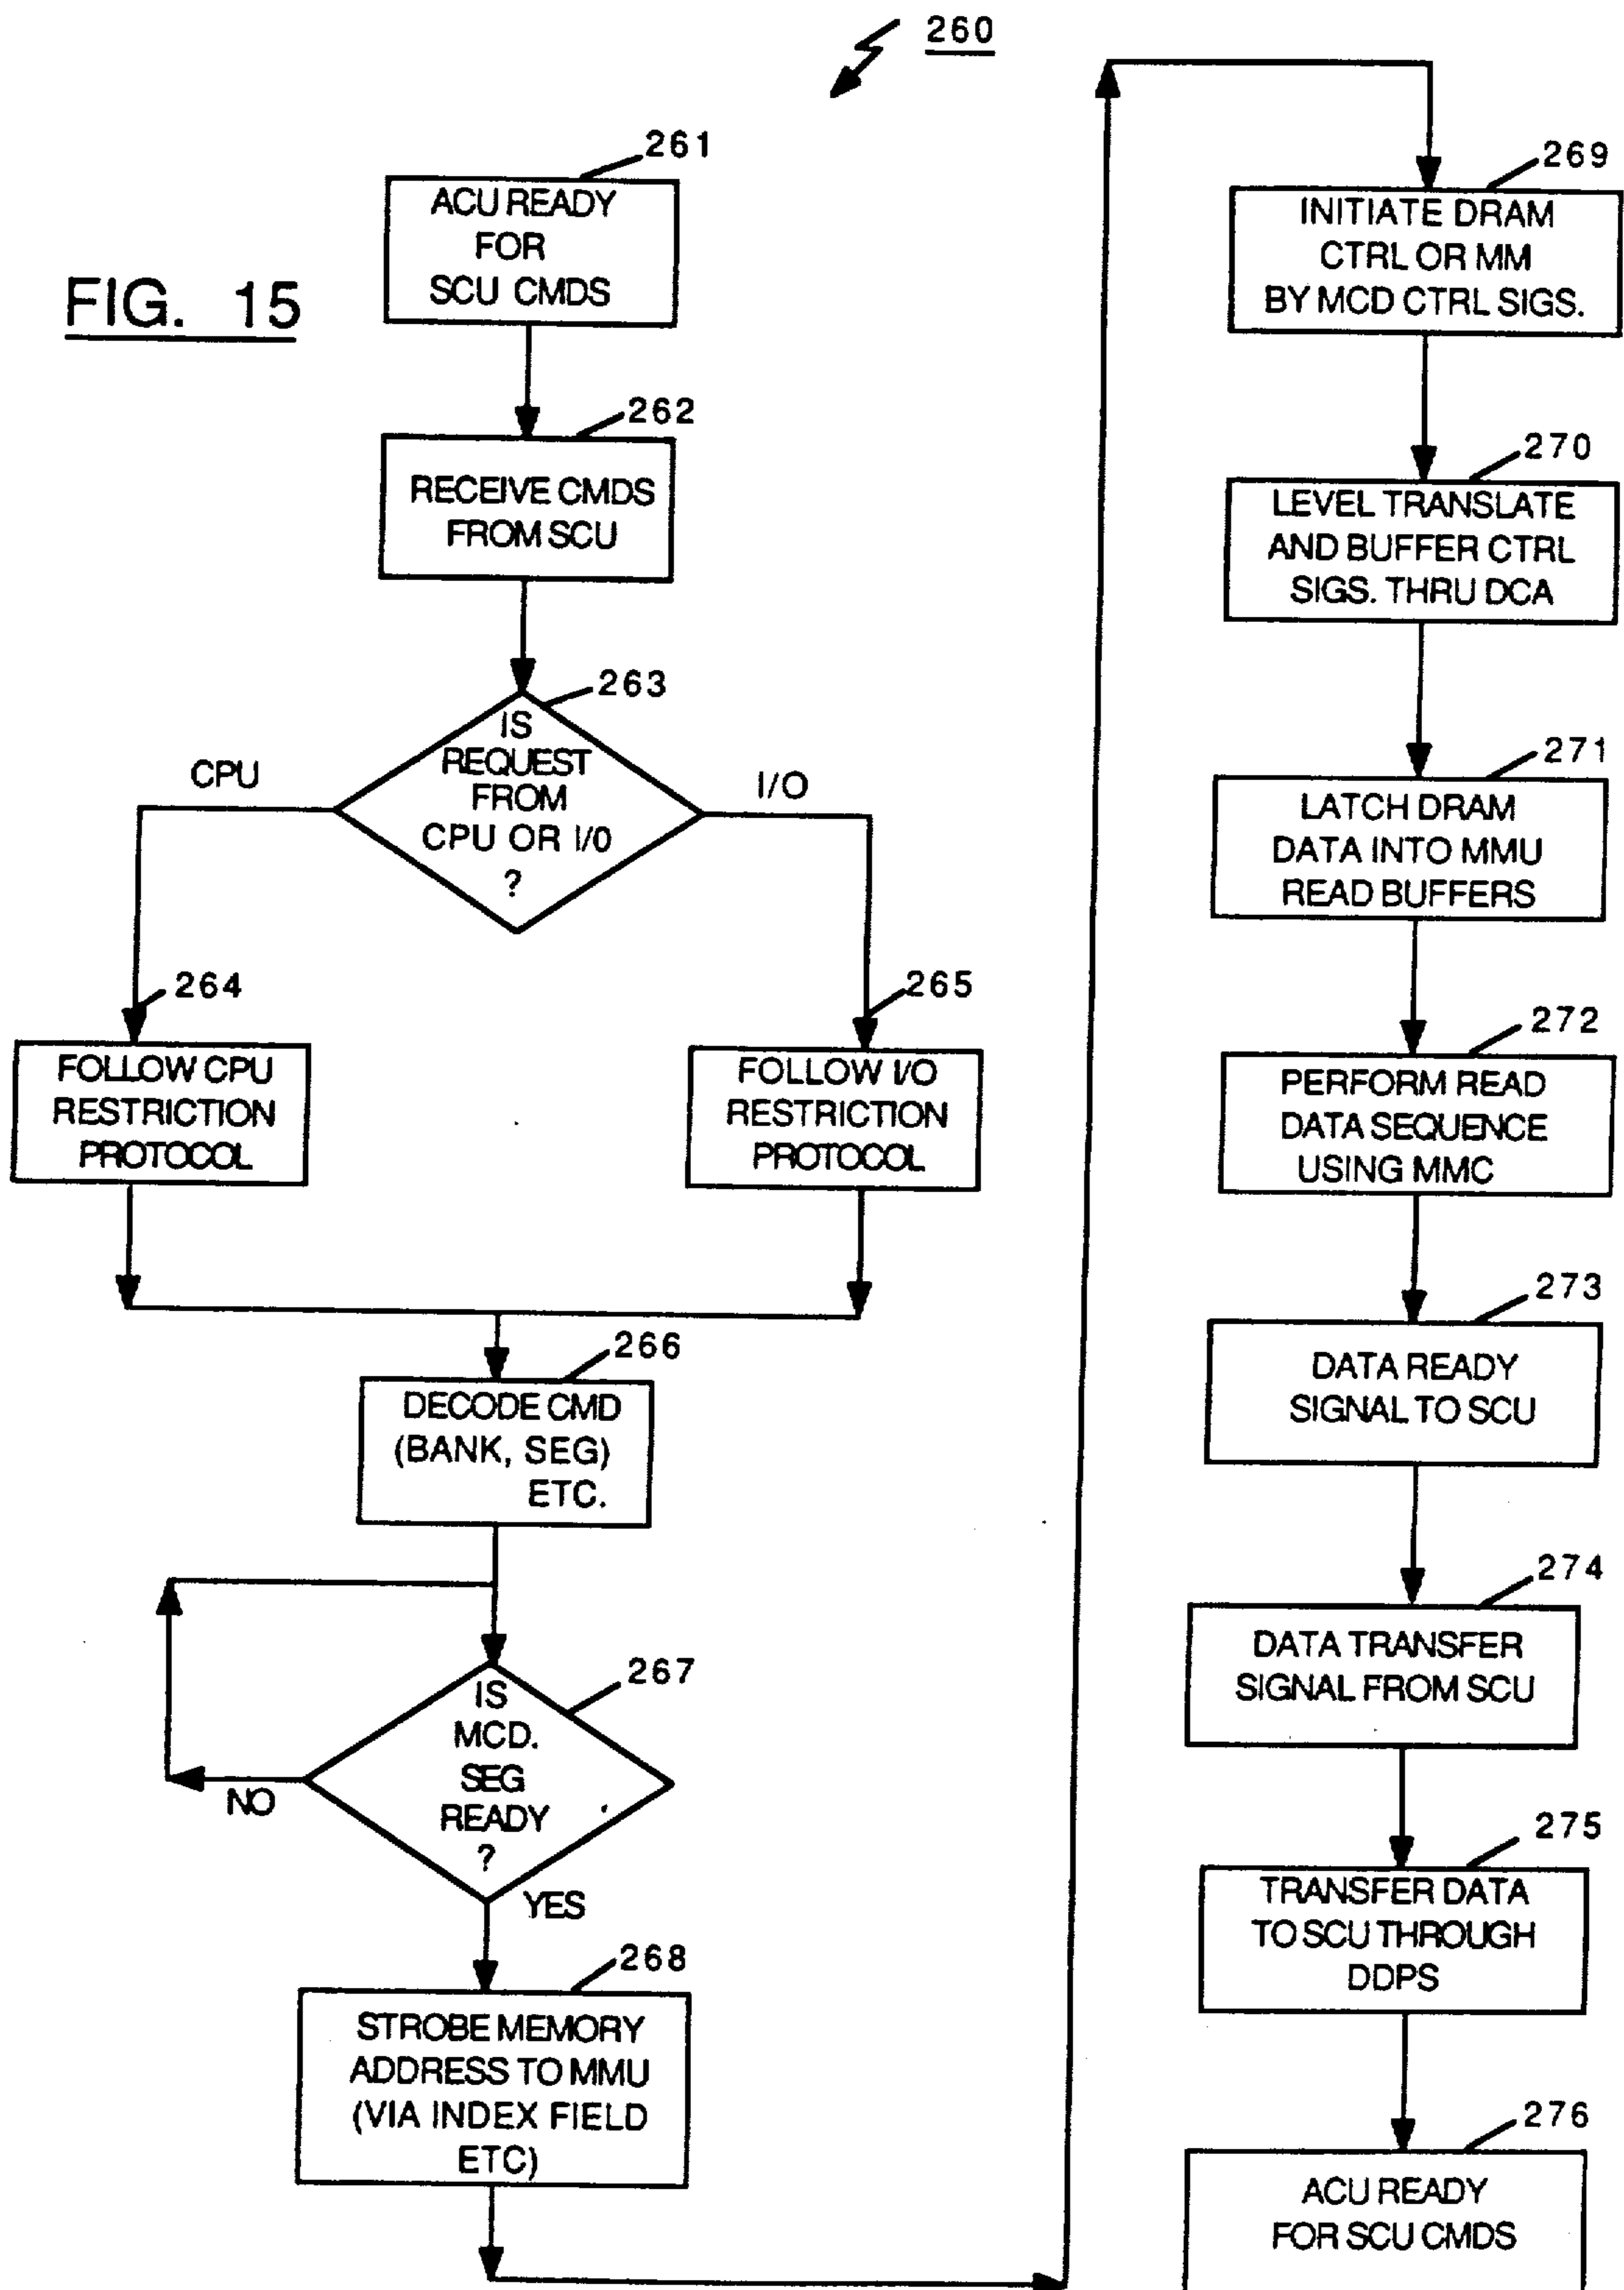 260
FIG. 15
261
ACU READY
FOR
SCU CMDS
262
RECEIVE CMDS
FROM SCU
263
IS
REQUEST
FROM
CPU OR I/0
?
CPU
I/O
264
FOLLOW CPU
RESTRICTION
PROTOCOL
265
FOLLOW I/O
RESTRICTION
PROTOCOL
266
DECODE CMD
(BANK, SEG)
ETC.
267
IS
MCD.
SEG
READY
?
NO
YES
268
STROBE MEMORY
ADDRESS TO MMU
(VIA INDEX FIELD
ETC)
269
INITIATE DRAM
CTRL OR MM
BY MCD CTRL SIGS.
270
LEVEL TRANSLATE
AND BUFFER CTRL
SIGS. THRU DCA
271
LATCH DRAM
DATA INTO MMU
READ BUFFERS
272
PERFORM READ
DATA SEQUENCE
USING MMC
273
DATA READY
SIGNAL TO SCU
274
DATA TRANSFER
SIGNAL FROM SCU
275
TRANSFER DATA
TO SCU THROUGH
DDPS
276
ACU READY
FOR SCU CMDS